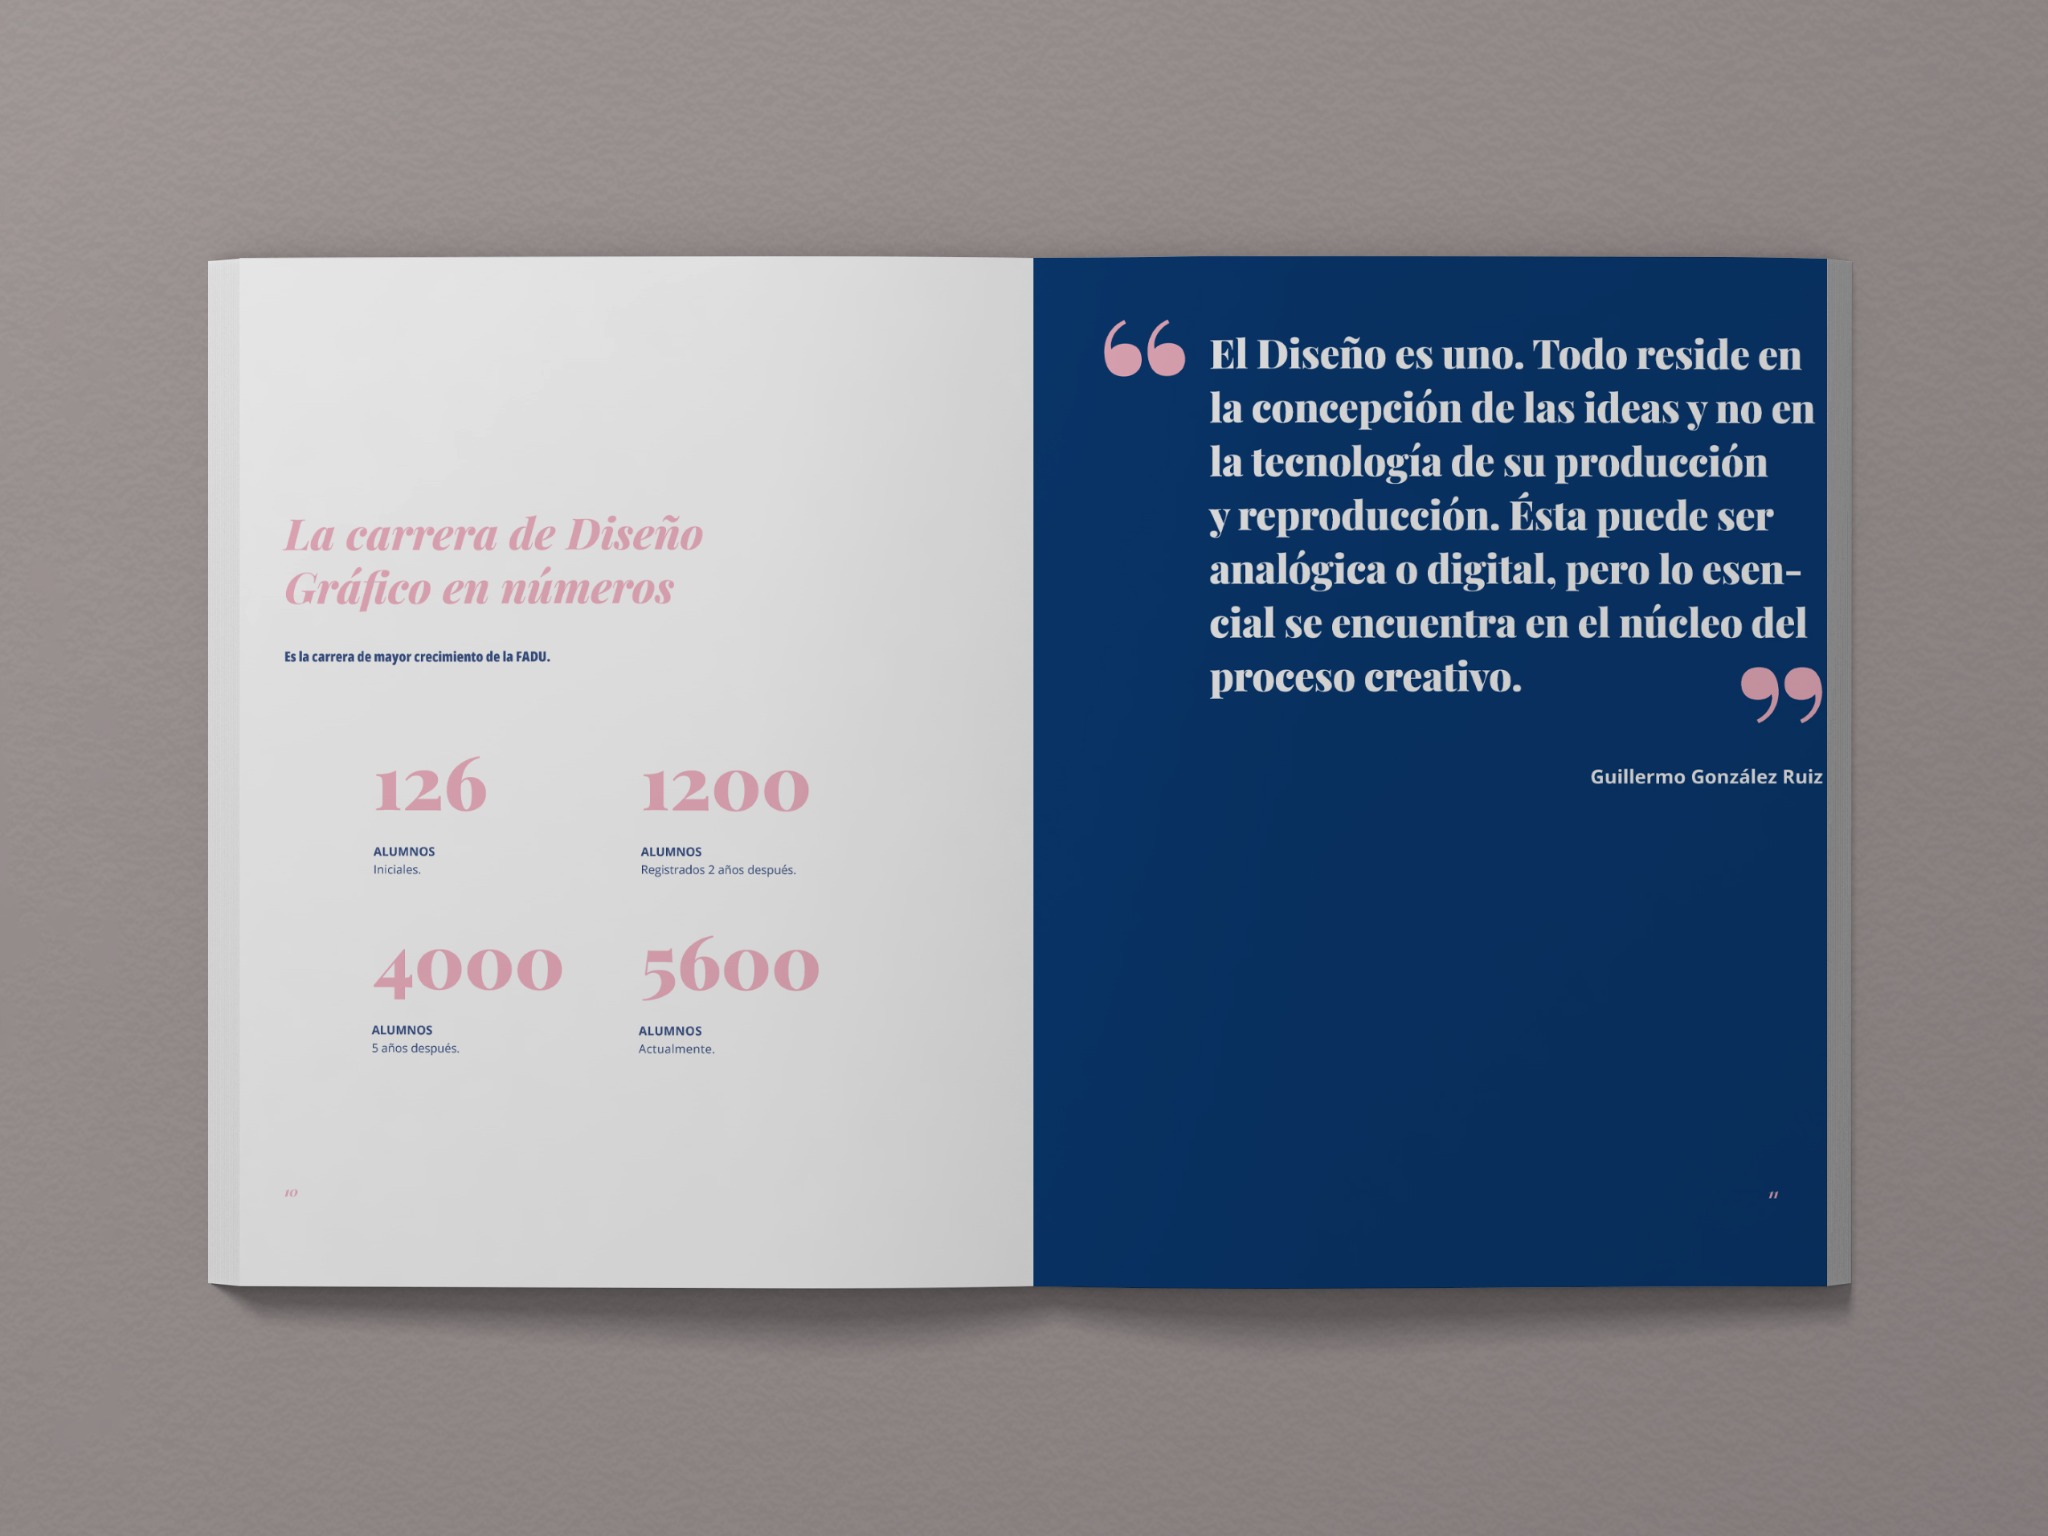 La carrera de Diseño
Gráfico en números
Es la carrera de mayor crecimiento de la FADU.
126
ALUMNOS
Iniciales.
1200
ALUMNOS
Registrados 2 años después.
4000
ALUMNOS
5 años después.
5600
ALUMNOS
Actualmente.
10
“ El Diseño es uno. Todo reside en
la concepción de las ideas y no en
la tecnología de su producción
y reproducción. Ésta puede ser
analógica o digital, pero lo esen-
cial se encuentra en el núcleo del
proceso creativo. ”
Guillermo González Ruiz
11